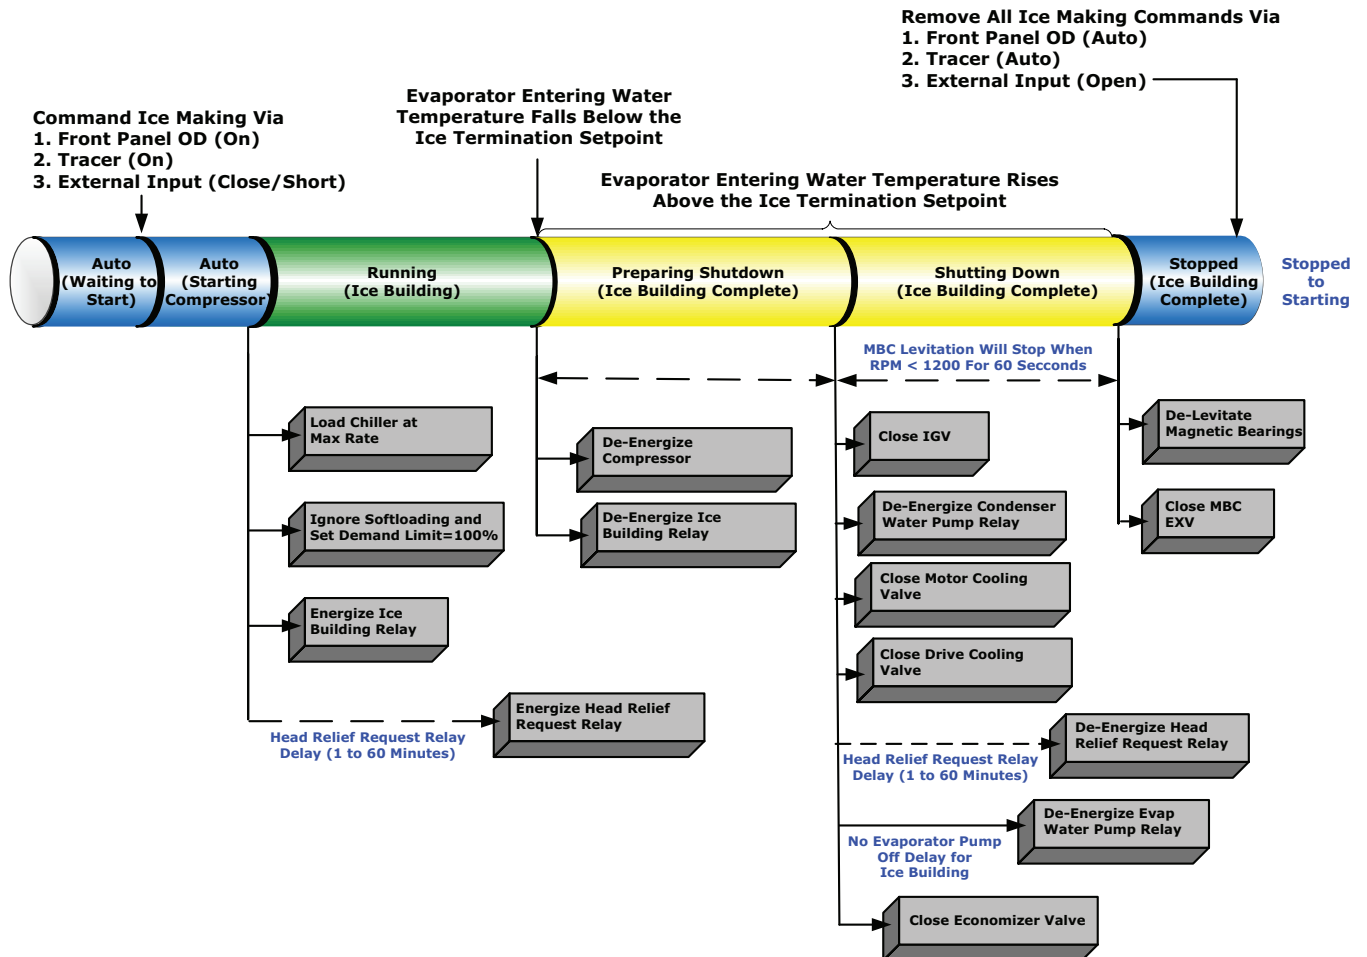 Remove All Ice Making Commands Via
1. Front Panel OD (Auto)
2. Tracer (Auto)
3. External Input (Open)
Evaporator Entering Water
Temperature Falls Below the
Ice Termination Setpoint
Command Ice Making Via
1. Front Panel OD (On)
2. Tracer (On)
3. External Input (Close/Short)
Evaporator Entering Water Temperature Rises
Above the Ice Termination Setpoint
Auto
(Waiting to
Start)
Auto
(Starting
Compressor)
Running
(Ice Building)
Preparing Shutdown
(Ice Building Complete)
Shutting Down
(Ice Building Complete)
Stopped
(Ice Building
Complete)
Stopped
to
Starting
MBC Levitation Will Stop When
RPM < 1200 For 60 Secconds
Load Chiller at
Max Rate
Ignore Softloading and
Set Demand Limit=100%
Energize Ice
Building Relay
Energize Head Relief
Request Relay
Head Relief Request Relay
Delay (1 to 60 Minutes)
De-Energize
Compressor
De-Energize Ice
Building Relay
Close IGV
De-Energize Condenser
Water Pump Relay
Close Motor Cooling
Valve
Close Drive Cooling
Valve
De-Energize Head
Relief Request Relay
Head Relief Request Relay
Delay (1 to 60 Minutes)
De-Energize Evap
Water Pump Relay
No Evaporator Pump
Off Delay for
Ice Building
Close Economizer Valve
De-Levitate
Magnetic Bearings
Close MBC
EXV